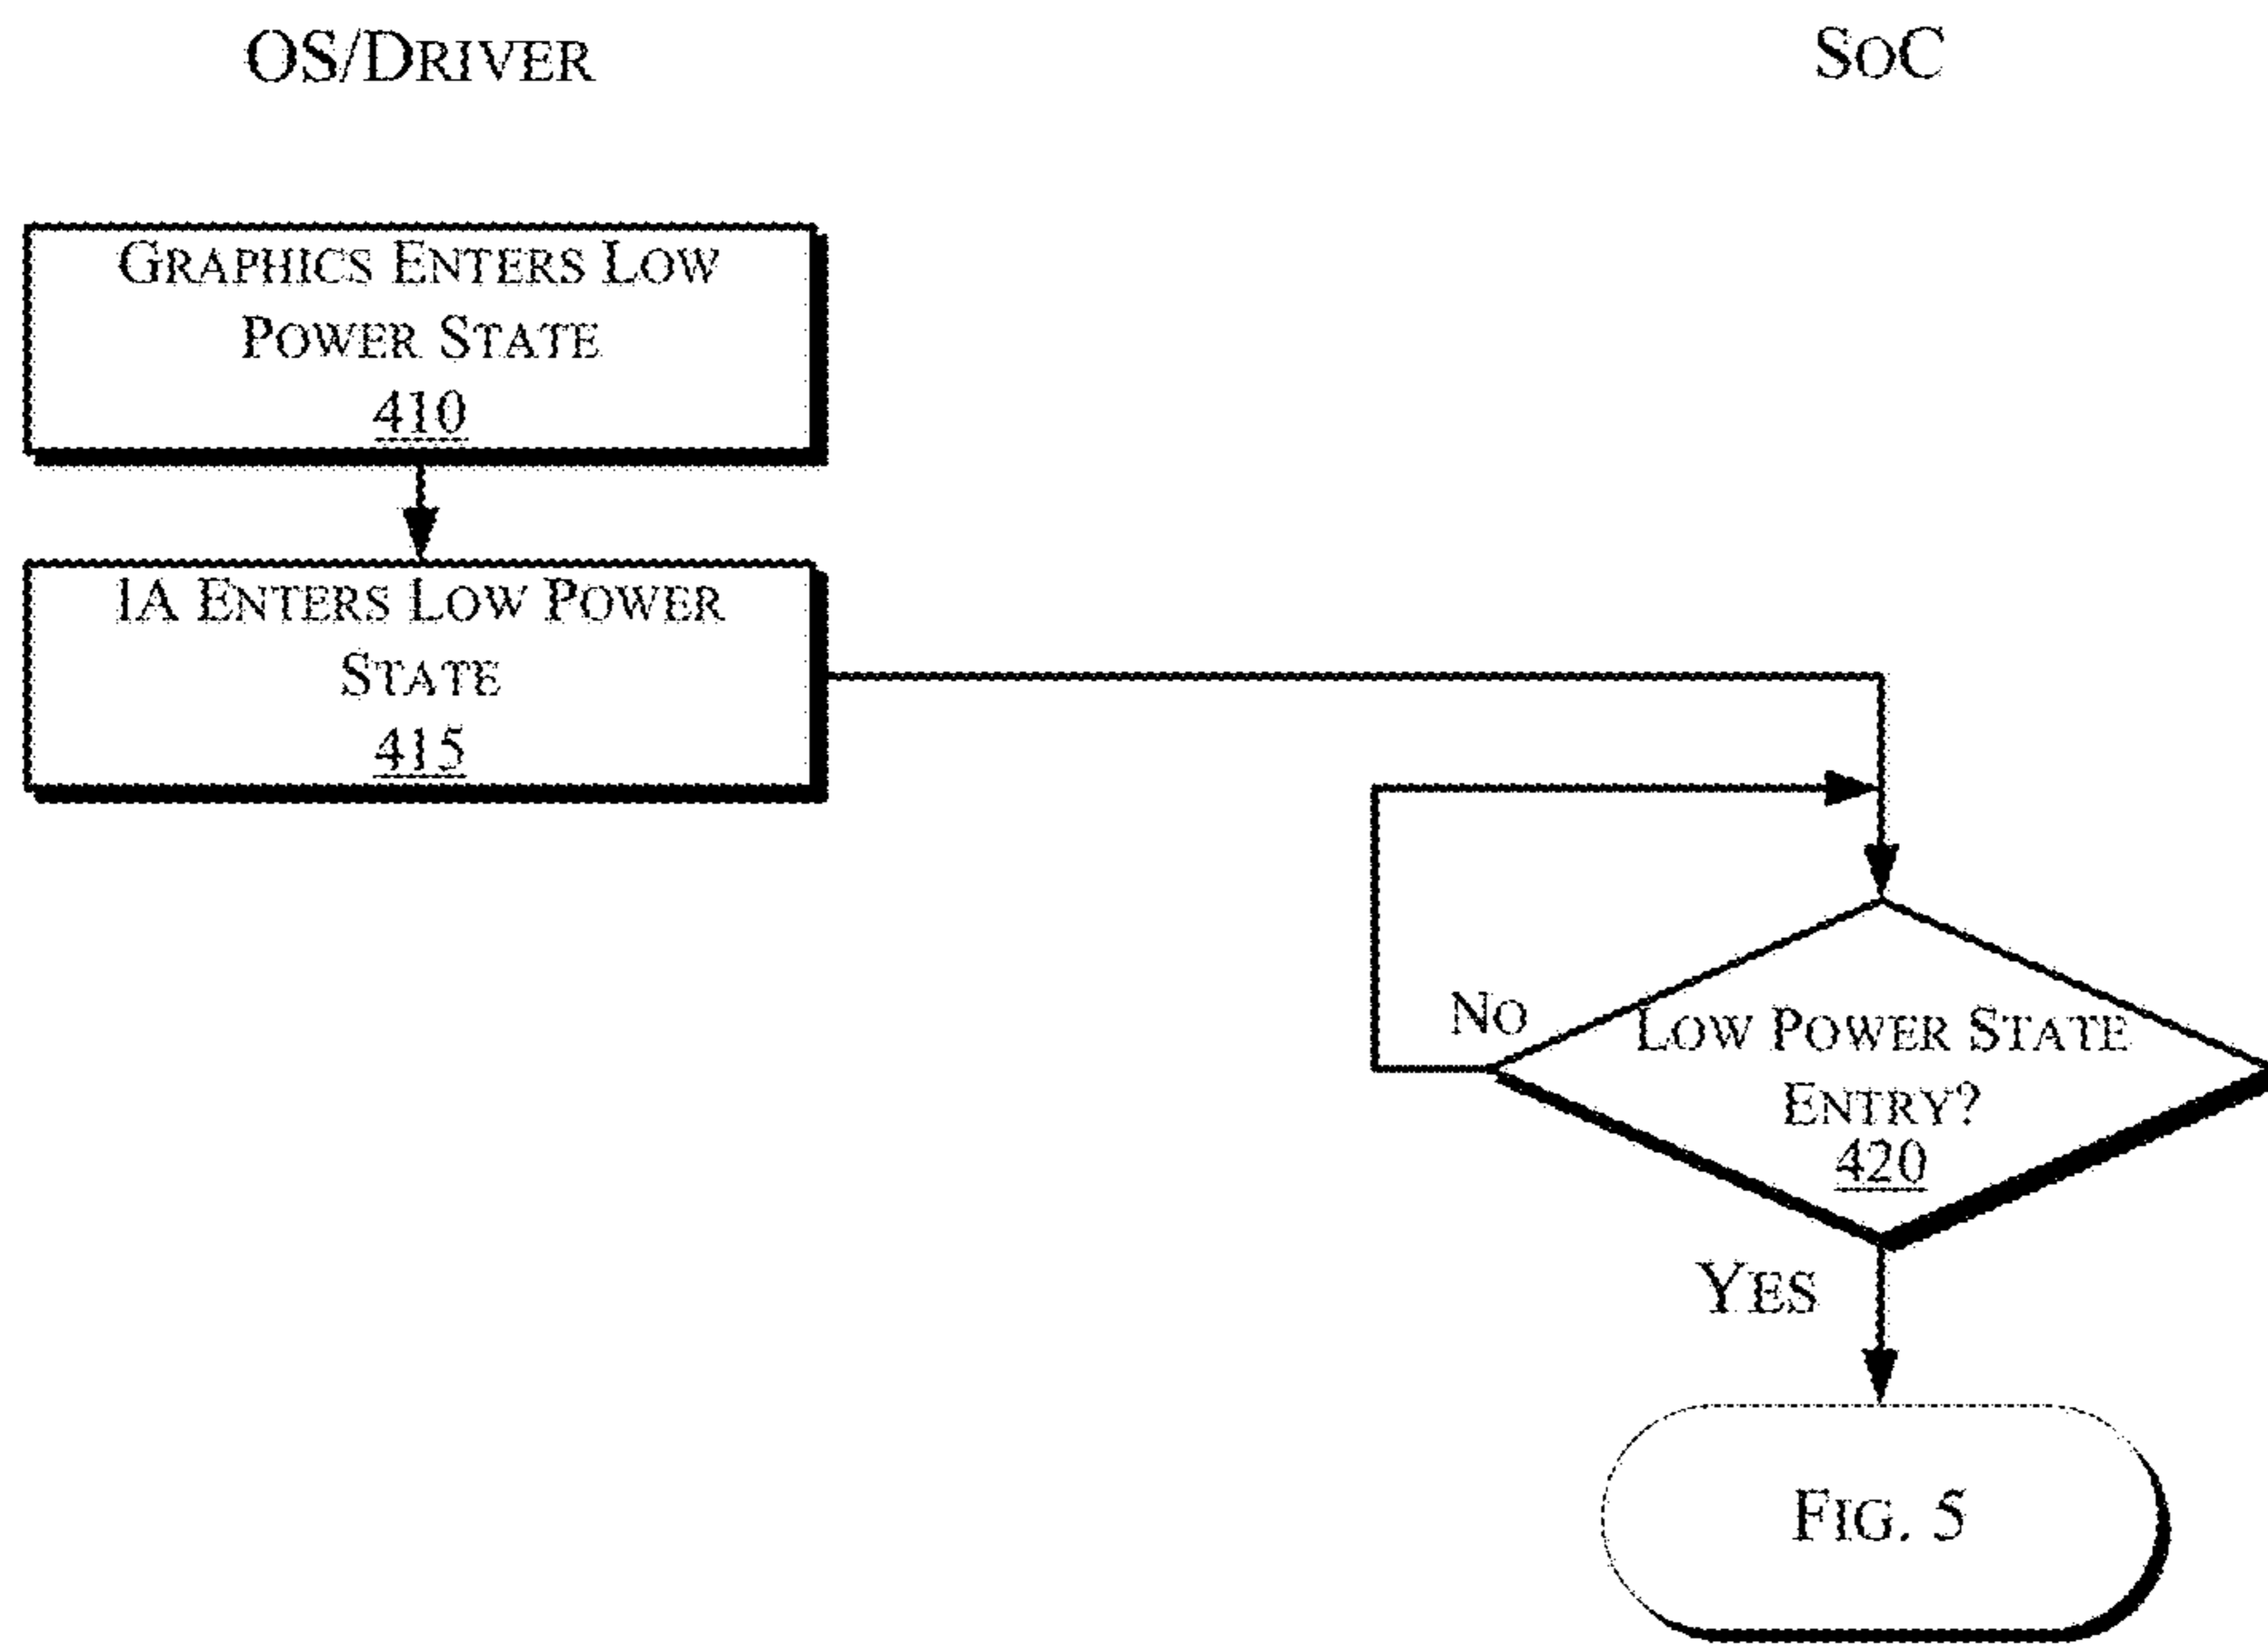 OS/DRIVER
SOC
GRAPHICS ENTERS LOW
POWER STATE
410
IA ENTERS LOW POWER
STATE
415
NO
LOW POWER STATE
ENTRY?
420
YES
FIG. 5